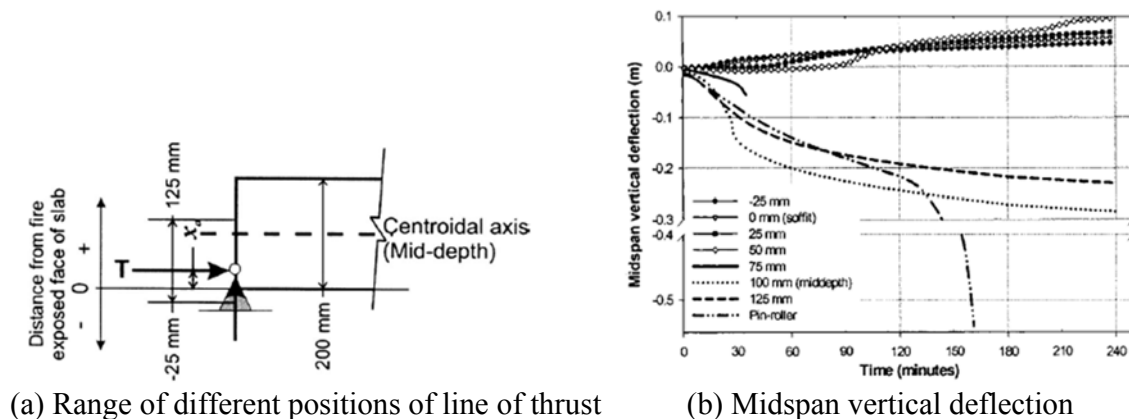 Distance from fire
exposed face of slab
-
0
+
-25 mm
125 mm
T
200 mm
Centroidal axis
(Mid-depth)
Midspan vertical deflection (m)
0.1
0.0
-0.1
-0.2
-0.3
-0.4
-0.5
-25 mm
0 mm (soffit)
25 mm
50 mm
75 mm
100 mm (middepth)
125 mm
Pin-roller
0 30 60 90 120 150 180 210 240
Time (minutes)
(a) Range of different positions of line of thrust
(b) Midspan vertical deflection